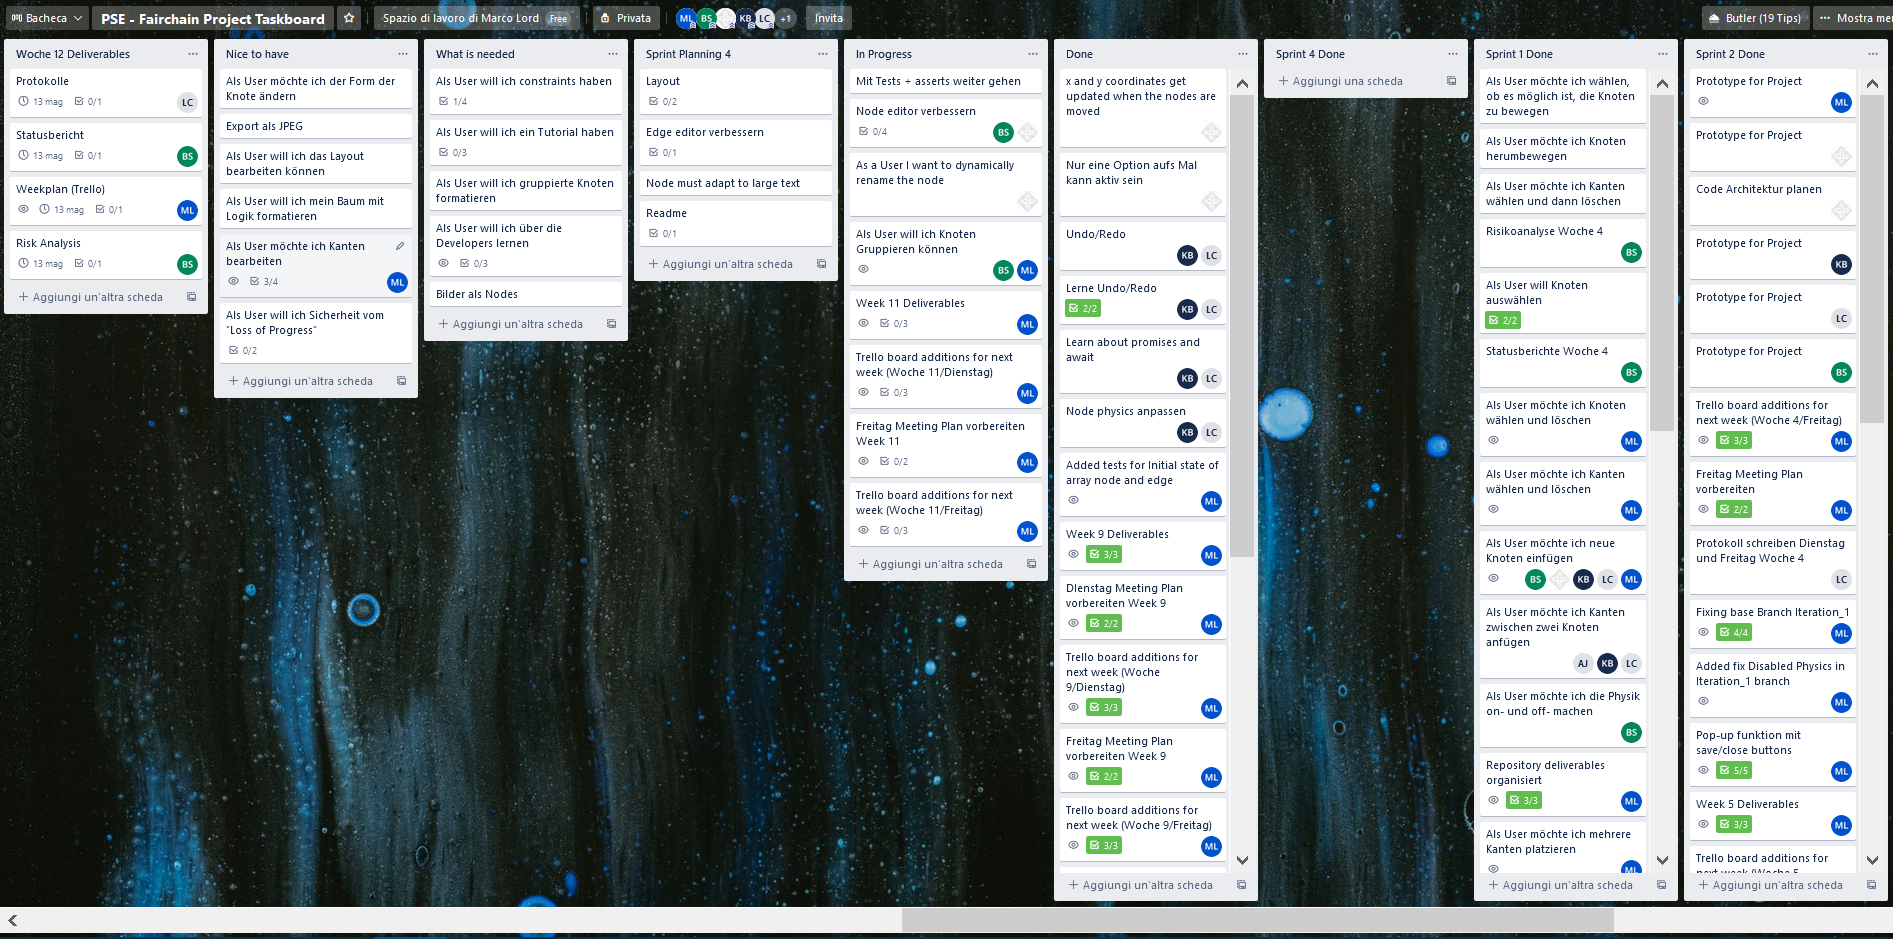 Bacheca
PSE - Fairchain Project Taskboard
Spazio di lavoro di Marco Lord Free
Privata
ML BS KB LC +1
Invita
Butler (19 Tips)
Mostra me
Woche 12 Deliverables
Protokolle
13 mag 0/1
LC
Statusbericht
13 mag 0/1
BS
Weekplan (Trello)
13 mag 0/1
ML
Risk Analysis
13 mag 0/1
BS
Aggiungi un'altra scheda
Nice to have
Als User möchte ich der Form der
Knote ändern
Export als JPEG
Als User will ich das Layout
bearbeiten können
Als User will ich mein Baum mit
Logik formatieren
Als User möchte ich Kanten
bearbeiten
3/4
ML
Als User will ich Sicherheit vom
"Loss of Progress"
0/2
Aggiungi un'altra scheda
What is needed
Als User will ich constraints haben
1/4
Als User will ich ein Tutorial haben
0/3
Als User will ich gruppierte Knoten
formatieren
Als User will ich über die
Developers lernen
0/3
Bilder als Nodes
Aggiungi un'altra scheda
Sprint Planning 4
Layout
0/2
Edge editor verbessern
0/1
Node must adapt to large text
Readme
0/1
Aggiungi un'altra scheda
In Progress
Mit Tests + asserts weiter gehen
Node editor verbessern
0/4
BS
As a User I want to dynamically
rename the node
Als User will ich Knoten
Gruppieren können
BS ML
Week 11 Deliverables
0/3
ML
Trello board additions for next
week (Woche 11/Dienstag)
0/3
ML
Freitag Meeting Plan vorbereiten
Week 11
0/2
ML
Trello board additions for next
week (Woche 11/Freitag)
0/3
ML
Aggiungi un'altra scheda
Done
x and y coordinates get
updated when the nodes are
moved
Nur eine Option aufs Mal
kann aktiv sein
Undo/Redo
KB LC
Lerne Undo/Redo
2/2
KB LC
Learn about promises and
await
KB LC
Node physics anpassen
KB LC
Added tests for Initial state of
array node and edge
ML
Week 9 Deliverables
3/3
ML
DIenstag Meeting Plan
vorbereiten Week 9
2/2
ML
Trello board additions for
next week (Woche
9/Dienstag)
3/3
ML
Freitag Meeting Plan
vorbereiten Week 9
2/2
ML
Trello board additions for
next week (Woche 9/Freitag)
3/3
ML
Aggiungi un'altra scheda
Sprint 4 Done
Aggiungi una scheda
Sprint 1 Done
Als User möchte ich wählen,
ob es möglich ist, die Knoten
zu bewegen
Als User möchte ich Knoten
herumbewegen
Als User möchte ich Kanten
wählen und dann löschen
Risikoanalyse Woche 4
BS
Als User will Knoten
auswählen
2/2
Statusberichte Woche 4
BS
Als User möchte ich Knoten
wählen und löschen
ML
Als User möchte ich Kanten
wählen und löschen
ML
Als User möchte ich neue
Knoten einfügen
BS KB LC ML
Als User möchte ich Kanten
zwischen zwei Knoten
anfügen
AJ KB LC
Als User möchte ich die Physik
on- und off- machen
BS
Repository deliverables
organisiert
3/3
ML
Als User möchte ich mehrere
Kanten platzieren
ML
Aggiungi un'altra scheda
Sprint 2 Done
Prototype for Project
ML
Prototype for Project
Code Architektur planen
Prototype for Project
KB
Prototype for Project
LC
Prototype for Project
BS
Trello board additions for
next week (Woche 4/Freitag)
3/3
ML
Freitag Meeting Plan
vorbereiten
2/2
ML
Protokoll schreiben Dienstag
und Freitag Woche 4
LC
Fixing base Branch Iteration_1
4/4
ML
Added fix Disabled Physics in
Iteration_1 branch
ML
Pop-up funktion mit
save/close buttons
5/5
ML
Week 5 Deliverables
3/3
ML
Trello board additions for
next week (Woche 5
Aggiungi un'altra scheda